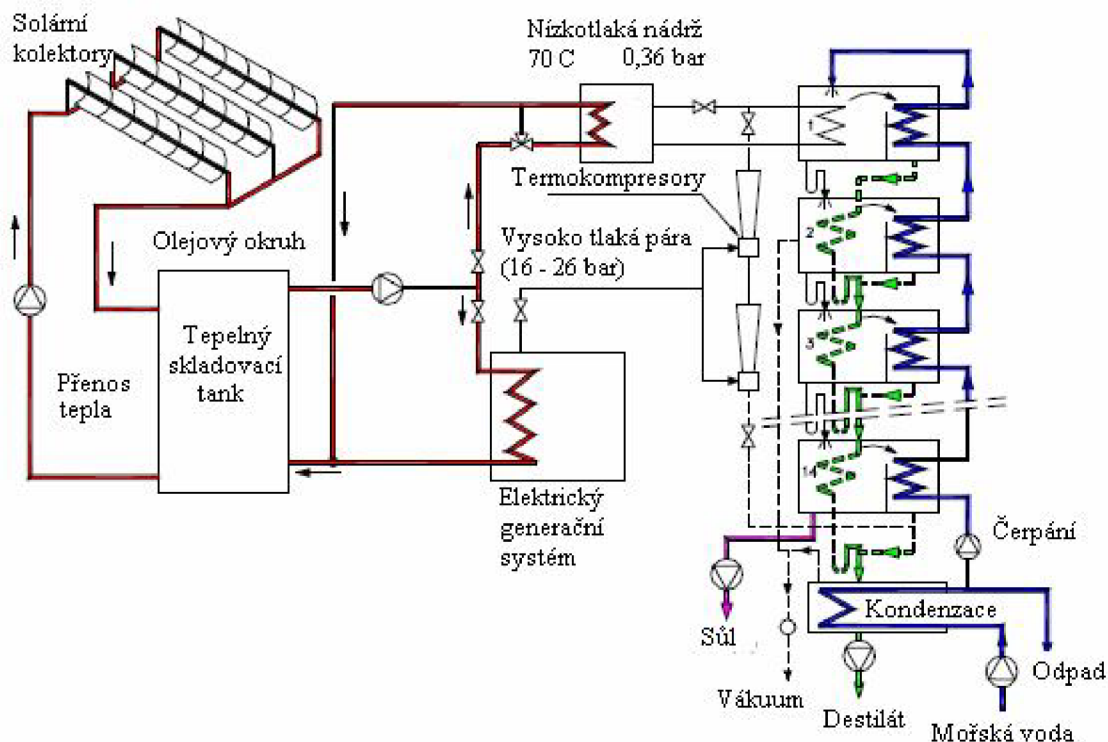 Solární
kolektory
Nízkotlaká nádrž
70 C 0,36 bar
1
Termokompresory
2
Olejový okruh
Vysoko tlaká pára
(16 - 26 bar)
3
Tepelný
skladovací
tank
Přenos
tepla
14
Elektrický
generační
systém
Čerpání
Kondenzace
Sůl
Odpad
Vákuum
Destilát
Mořská voda